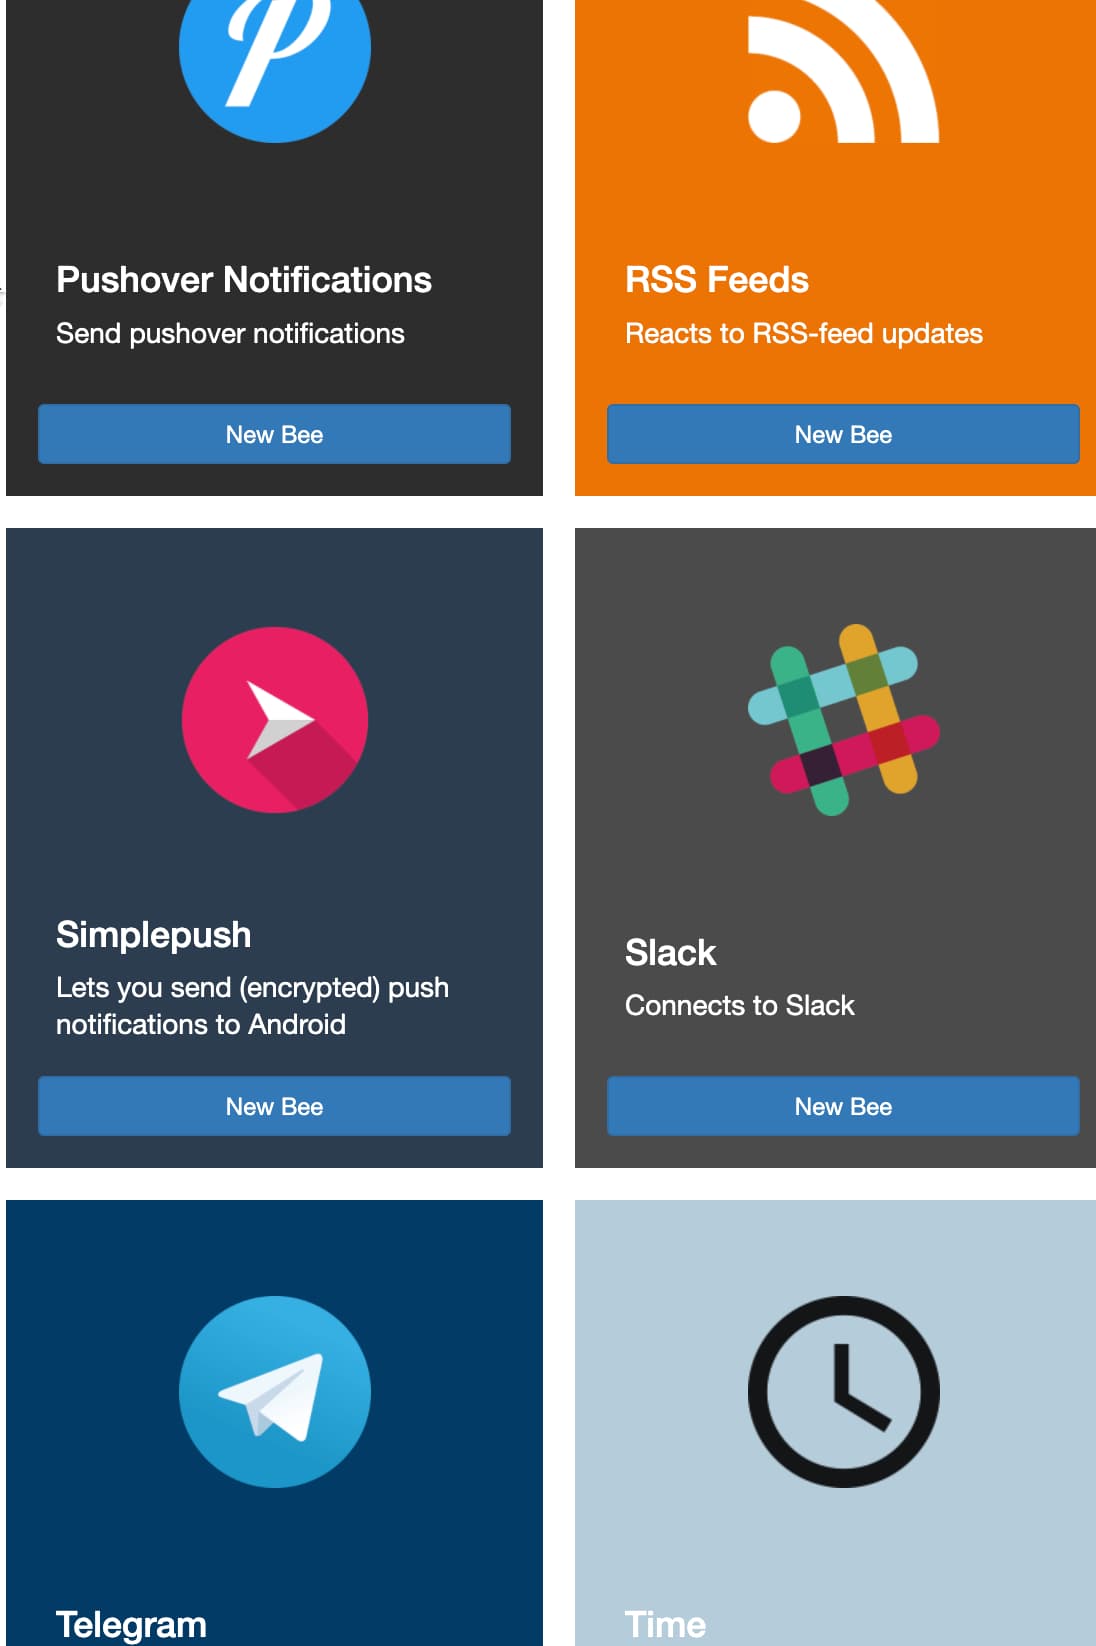 Pushover Notifications
Send pushover notifications
New Bee
RSS Feeds
Reacts to RSS-feed updates
New Bee
Simplepush
Lets you send (encrypted) push
notifications to Android
New Bee
Slack
Connects to Slack
New Bee
Telegram
Time